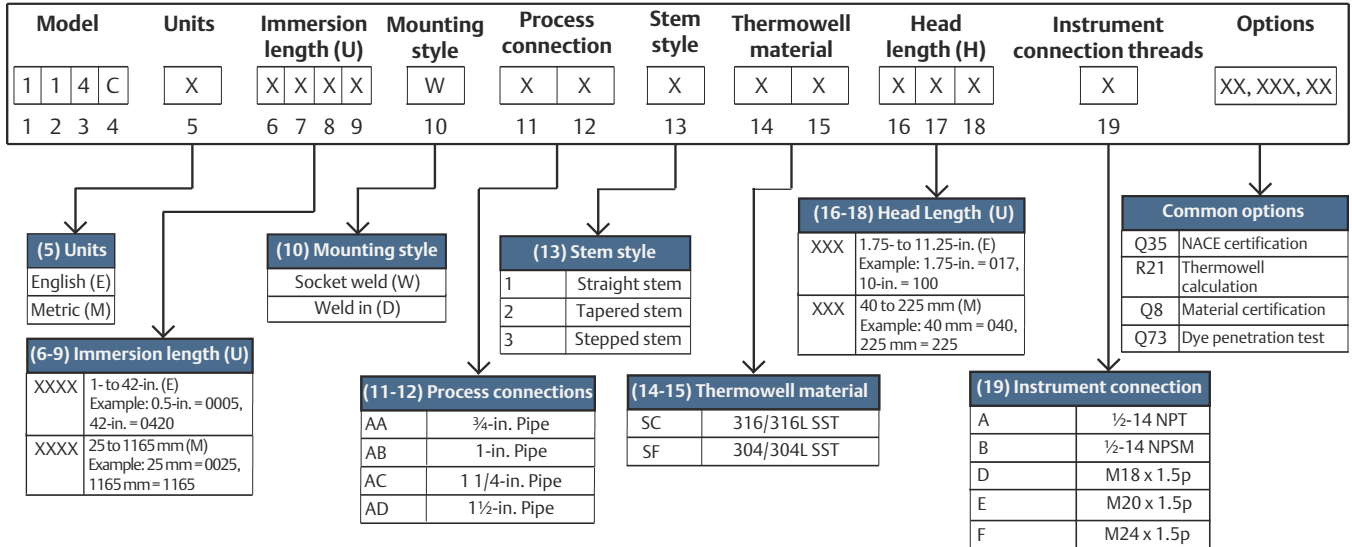 Model Units Immersion length (U) Mounting style Process connection Stem style Thermowell material Head length (H) Instrument connection threads Options
1 1 4 C X X X X X W X X X X X X X X X XX, XXX, XX
1 2 3 4 5 6 7 8 9 10 11 12 13 14 15 16 17 18 19
(5) Units
English (E)
Metric (M)
(6-9) Immersion length (U)
XXXX 1- to 42-in. (E)
Example: 0.5-in. = 0005,
42-in. = 0420
XXXX 25 to 1165 mm (M)
Example: 25 mm = 0025,
1165 mm = 1165
(10) Mounting style
Socket weld (W)
Weld in (D)
(11-12) Process connections
AA ¾-in. Pipe
AB 1-in. Pipe
AC 1 1/4-in. Pipe
AD 1½-in. Pipe
(13) Stem style
1 Straight stem
2 Tapered stem
3 Stepped stem
(14-15) Thermowell material
SC 316/316L SST
SF 304/304L SST
(16-18) Head Length (U)
XXX 1.75- to 11.25-in. (E)
Example: 1.75-in. = 017,
10-in. = 100
XXX 40 to 225 mm (M)
Example: 40 mm = 040,
225 mm = 225
(19) Instrument connection
A ½-14 NPT
B ½-14 NPSM
D M18 x 1.5p
E M20 x 1.5p
F M24 x 1.5p
Common options
Q35 NACE certification
R21 Thermowell
calculation
Q8 Material certification
Q73 Dye penetration test